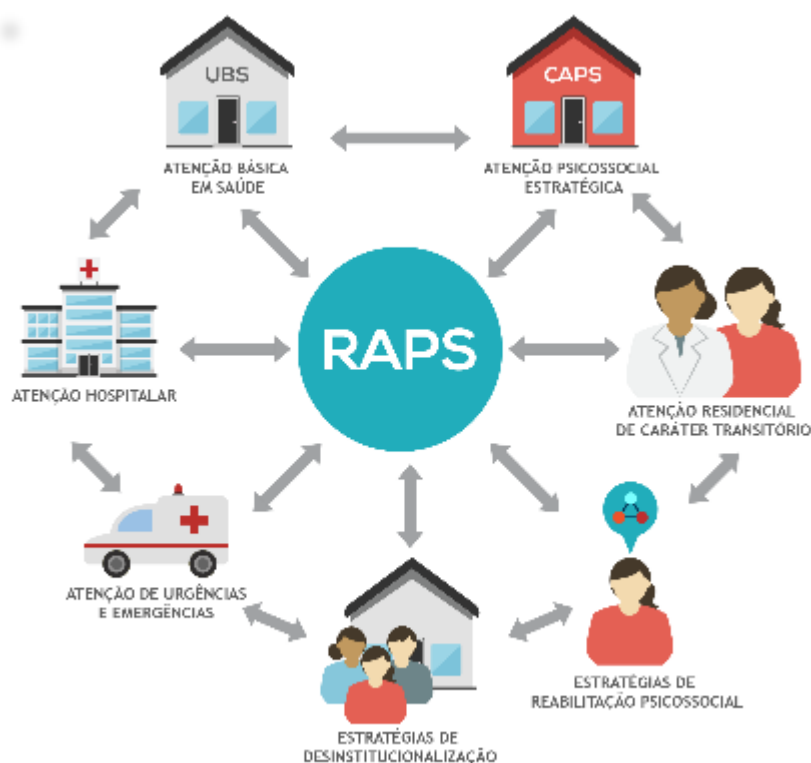 UBS
CAPS
ATENÇÃO BÁSICA
EM SAÚDE
ATENÇÃO PSICOSSOCIAL
ESTRATÉGICA
RAPS
ATENÇÃO HOSPITALAR
ATENÇÃO RESIDENCIAL
DE CARÁTER TRANSITÓRIO
ATENÇÃO DE URGÊNCIAS
E EMERGÊNCIAS
ESTRATÉGIAS DE
REABILITAÇÃO PSICOSSOCIAL
ESTRATÉGIAS DE
DESINSTITUCIONALIZAÇÃO